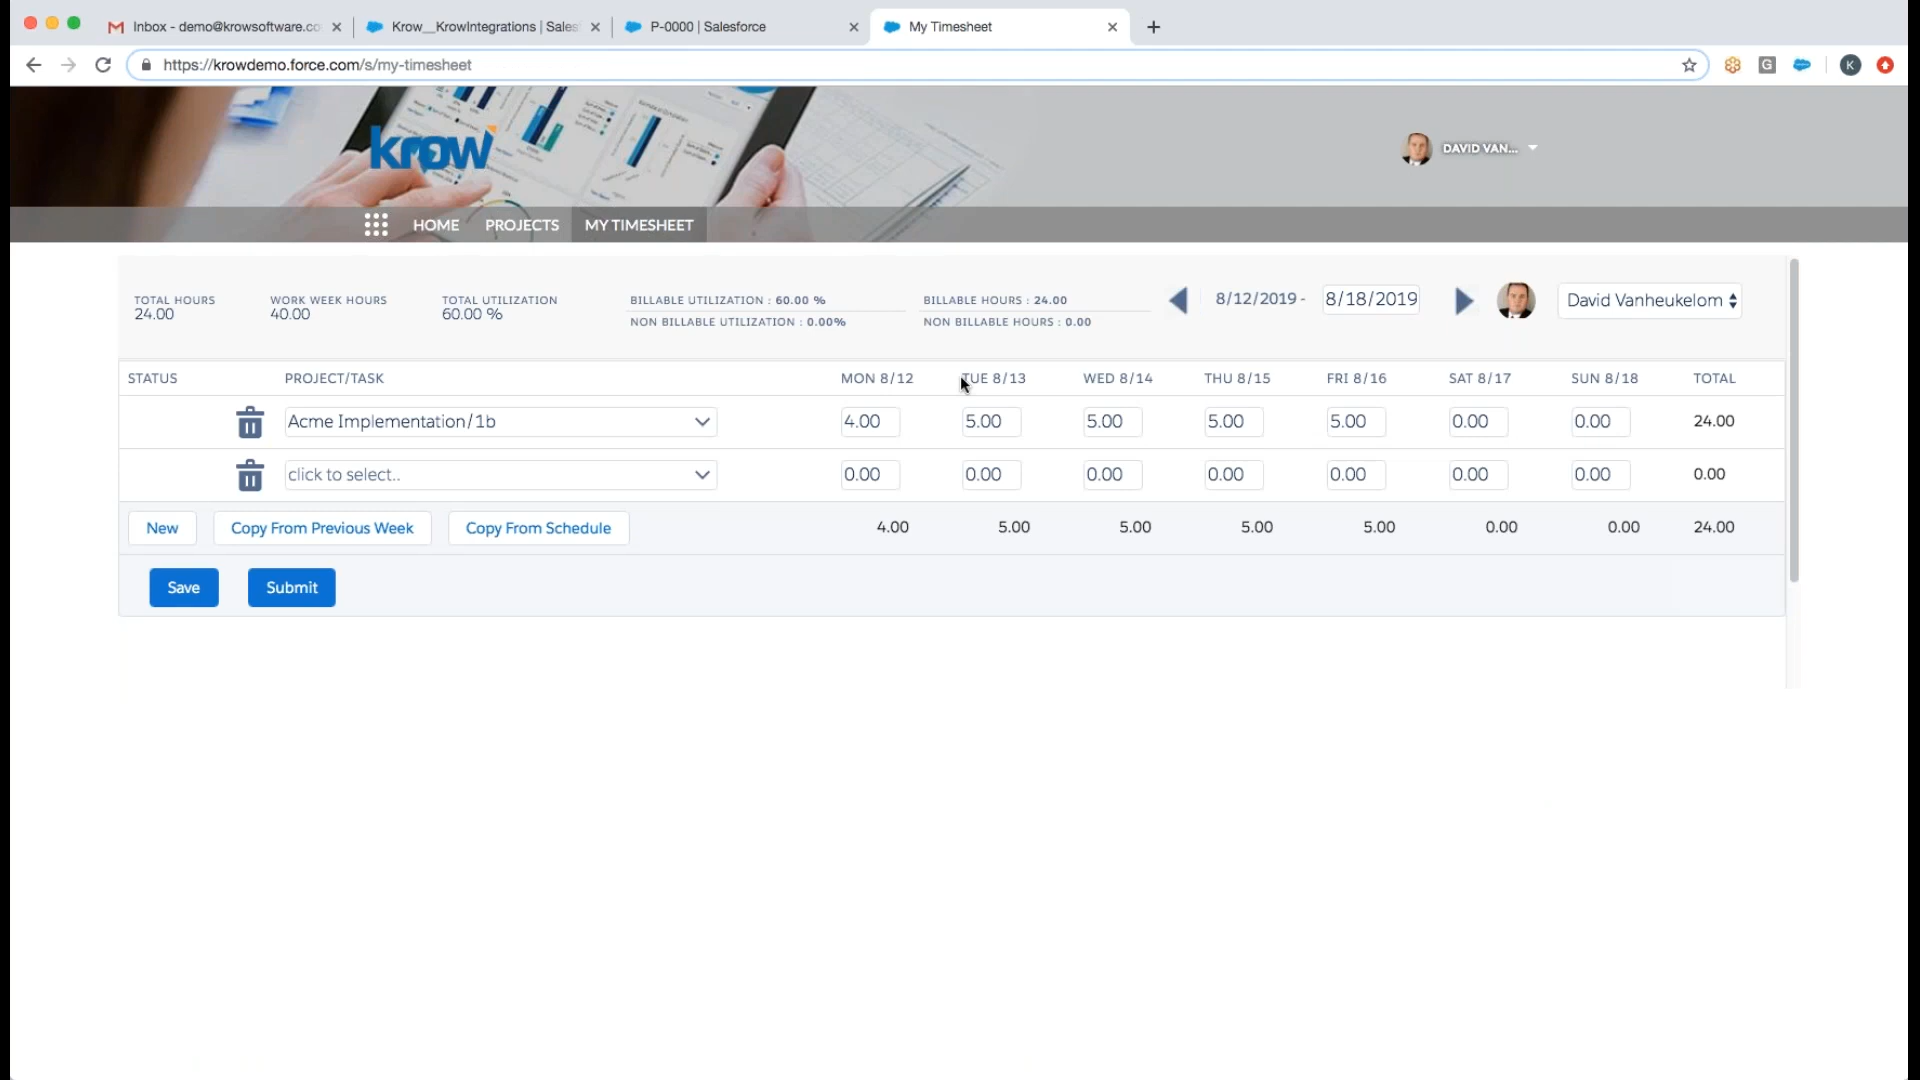 Inbox - demo@krowsoftware.co
Krow__KrowIntegrations | Sales
P-0000 | Salesforce
My Timesheet
https://krowdemo.force.com/s/my-timesheet
G
K
krow
DAVID VAN...
HOME
PROJECTS
MY TIMESHEET
TOTAL HOURS
24.00
WORK WEEK HOURS
40.00
TOTAL UTILIZATION
60.00 %
BILLABLE UTILIZATION : 60.00 %
NON BILLABLE UTILIZATION : 0.00%
BILLABLE HOURS : 24.00
NON BILLABLE HOURS : 0.00
8/12/2019 - 8/18/2019
David Vanheukelom
STATUS PROJECT/TASK MON 8/12 TUE 8/13 WED 8/14 THU 8/15 FRI 8/16 SAT 8/17 SUN 8/18 TOTAL
Acme Implementation/1b 4.00 5.00 5.00 5.00 5.00 0.00 0.00 24.00
click to select.. 0.00 0.00 0.00 0.00 0.00 0.00 0.00 0.00
New Copy From Previous Week Copy From Schedule 4.00 5.00 5.00 5.00 5.00 0.00 0.00 24.00
Save Submit